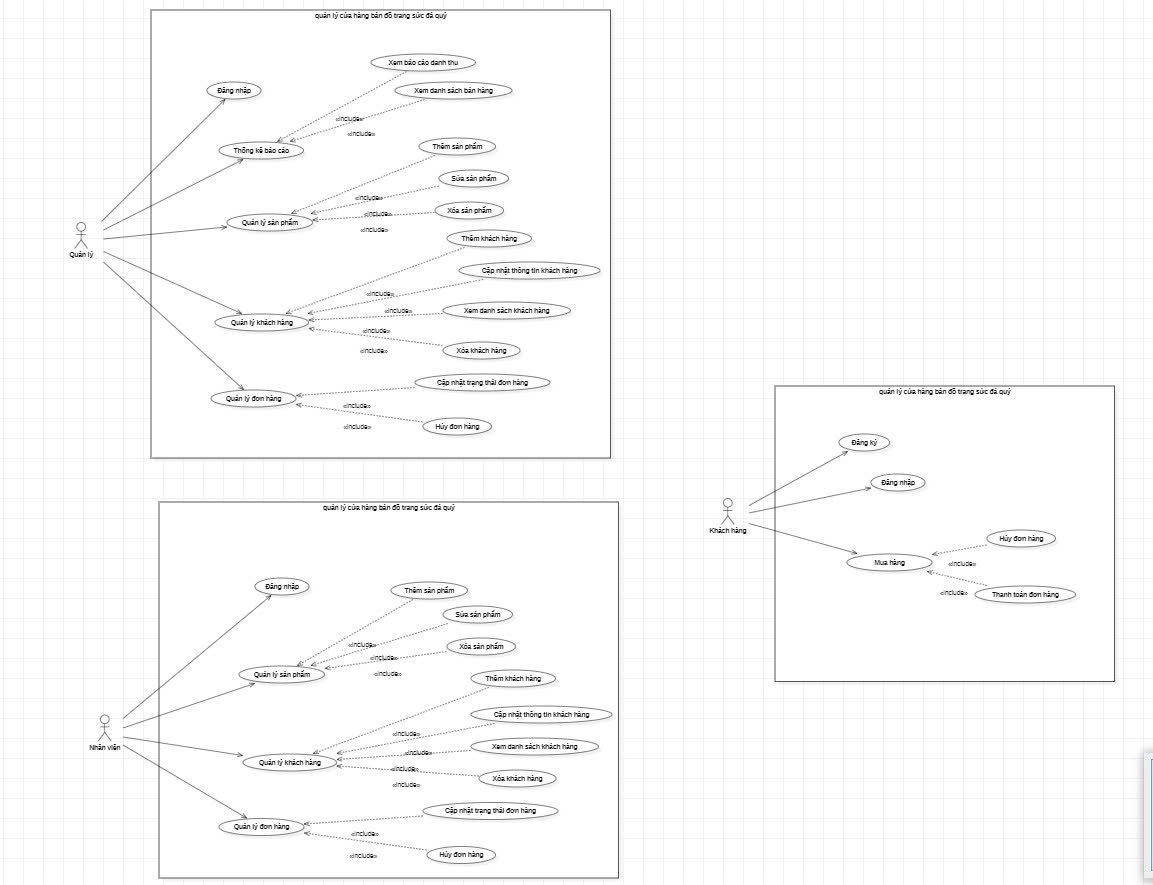 quản lý cửa hàng bán đồ trang sức đá quý
Xem báo cáo danh thu
Đăng nhập
Xem danh sách bán hàng
«include»
«include»
Thống kê báo cáo
Thêm sản phẩm
Sửa sản phẩm
«include»
Xóa sản phẩm
«include»
Quản lý sản phẩm
«include»
Thêm khách hàng
Quản lý
Cập nhật thông tin khách hàng
«include»
Xem danh sách khách hàng
«include»
Quản lý khách hàng
«include»
Xóa khách hàng
«include»
Cập nhật trạng thái đơn hàng
Quản lý đơn hàng
«include»
Hủy đơn hàng
«include»
quản lý cửa hàng bán đồ trang sức đá quý
Đăng ký
Đăng nhập
Khách hàng
Hủy đơn hàng
Mua hàng
«include»
Thanh toán đơn hàng
«include»
quản lý cửa hàng bán đồ trang sức đá quý
Đăng nhập
Thêm sản phẩm
Sửa sản phẩm
«include»
Xóa sản phẩm
«include»
Quản lý sản phẩm
«include»
Thêm khách hàng
Cập nhật thông tin khách hàng
«include»
Nhân viên
Xem danh sách khách hàng
«include»
Quản lý khách hàng
«include»
Xóa khách hàng
«include»
Cập nhật trạng thái đơn hàng
Quản lý đơn hàng
«include»
Hủy đơn hàng
«include»